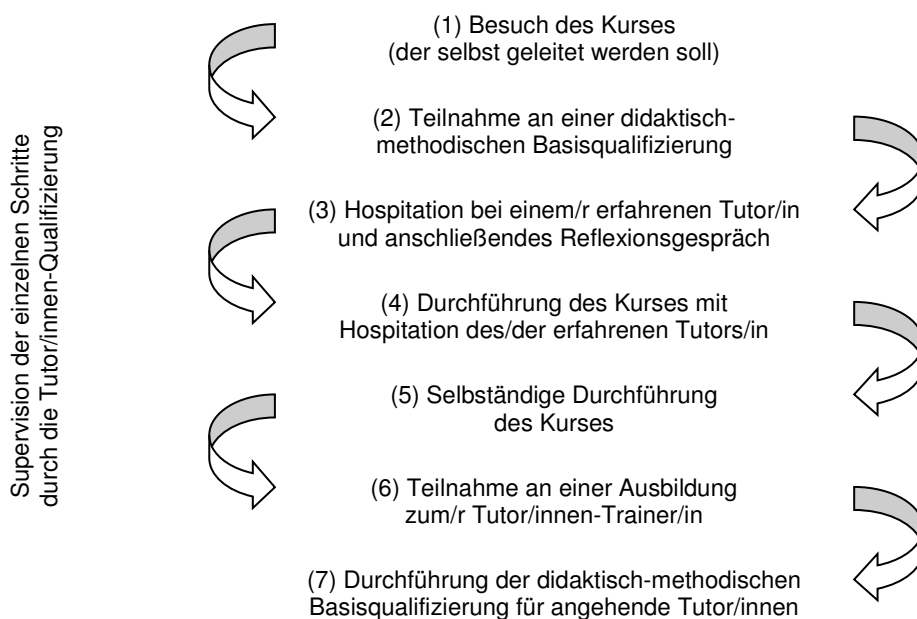 Supervision der einzelnen Schritte
durch die Tutor/innen-Qualifizierung
(1) Besuch des Kurses
(der selbst geleitet werden soll)
(2) Teilnahme an einer didaktisch-
methodischen Basisqualifizierung
(3) Hospitation bei einem/r erfahrenen Tutor/in
und anschließendes Reflexionsgespräch
(4) Durchführung des Kurses mit
Hospitation des/der erfahrenen Tutors/in
(5) Selbständige Durchführung
des Kurses
(6) Teilnahme an einer Ausbildung
zum/r Tutor/innen-Trainer/in
(7) Durchführung der didaktisch-methodischen
Basisqualifizierung für angehende Tutor/innen